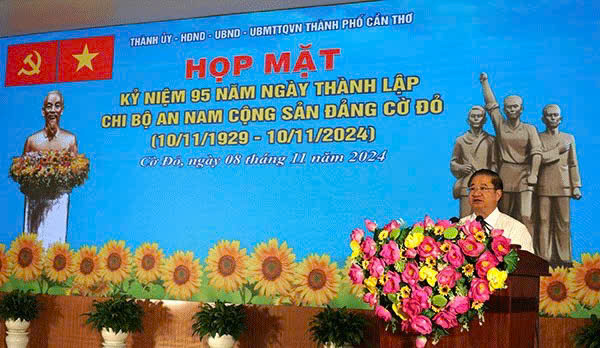 THÀNH ỦY - HĐND - UBND - UBMTTQVN THÀNH PHỐ CẦN THƠ
HỌP MẶT
KỶ NIỆM 95 NĂM NGÀY THÀNH LẬP
CHI BỘ AN NAM CỘNG SẢN ĐẢNG CỜ ĐỎ
(10/11/1929 - 10/11/2024)
Cờ Đỏ, ngày 08 tháng 11 năm 2024